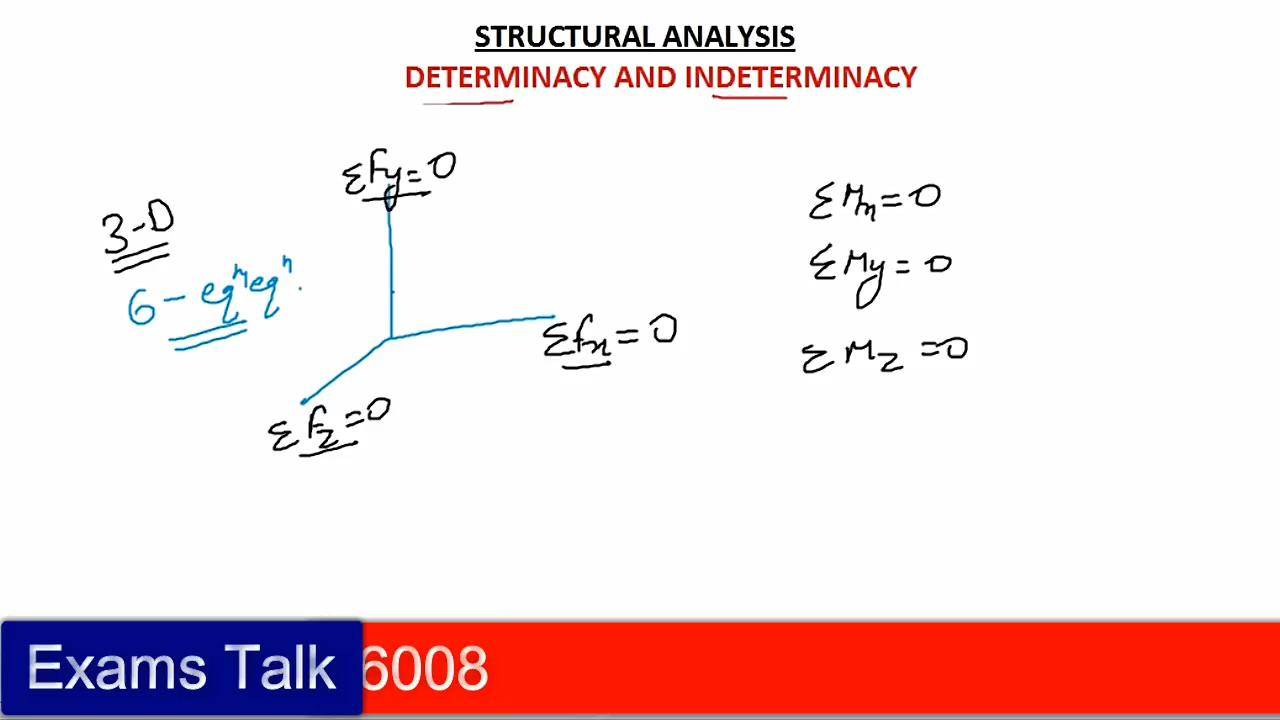 STRUCTURAL ANALYSIS
DETERMINACY AND INDETERMINACY
ΣFy=0
3-D
6-eqⁿeqⁿ.
Σfx=0
ΣFz=0
ΣMx=0
ΣMy=0
ΣMz=0
Exams Talk
6008